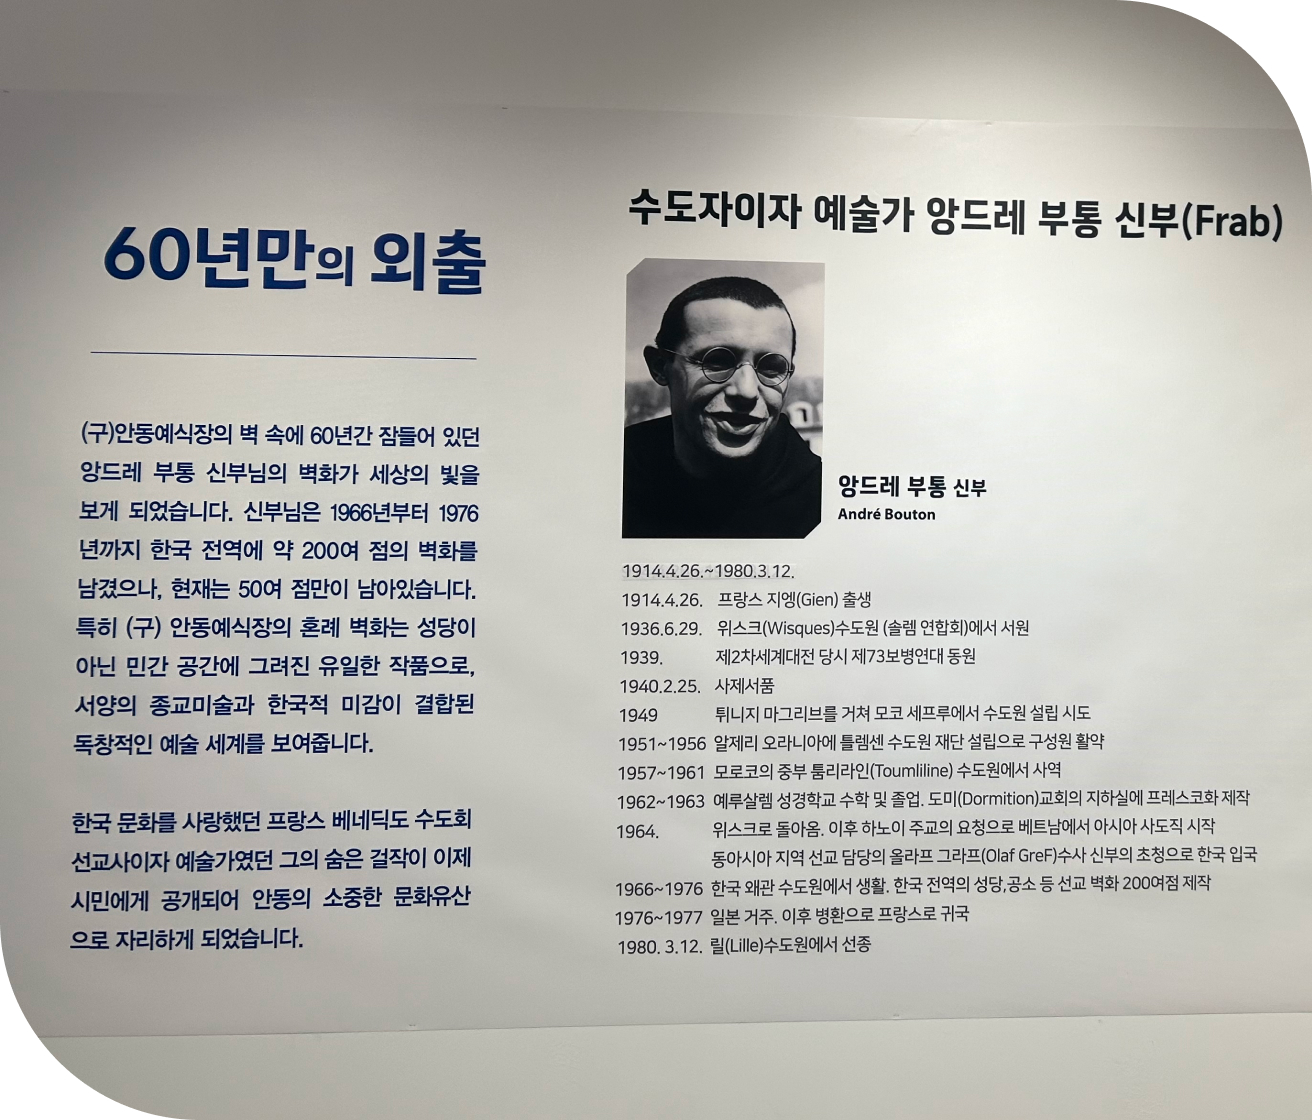 60년만의 외출
(구)안동예식장의 벽 속에 60년간 잠들어 있던
앙드레 부통 신부님의 벽화가 세상의 빛을
보게 되었습니다. 신부님은 1966년부터 1976
년까지 한국 전역에 약 200여 점의 벽화를
남겼으나, 현재는 50여 점만이 남아있습니다.
특히 (구) 안동예식장의 혼례 벽화는 성당이
아닌 민간 공간에 그려진 유일한 작품으로,
서양의 종교미술과 한국적 미감이 결합된
독창적인 예술 세계를 보여줍니다.
한국 문화를 사랑했던 프랑스 베네딕도 수도회
선교사이자 예술가였던 그의 숨은 걸작이 이제
시민에게 공개되어 안동의 소중한 문화유산
으로 자리하게 되었습니다.
수도자이자 예술가 앙드레 부통 신부(Frab)
앙드레 부통 신부
André Bouton
1914.4.26.~1980.3.12.
1914.4.26. 프랑스 지엥(Gien) 출생
1936.6.29. 위스크(Wisques)수도원 (솔렘 연합회)에서 서원
1939. 제2차세계대전 당시 제73보병연대 동원
1940.2.25. 사제서품
1949 튀니지 마그리브를 거쳐 모코 세프루에서 수도원 설립 시도
1951~1956 알제리 오라니아에 틀렘센 수도원 재단 설립으로 구성원 활약
1957~1961 모로코의 중부 툼리라인(Toumliline) 수도원에서 사역
1962~1963 예루살렘 성경학교 수학 및 졸업. 도미(Dormition)교회의 지하실에 프레스코화 제작
1964. 위스크로 돌아옴. 이후 하노이 주교의 요청으로 베트남에서 아시아 사도직 시작
동아시아 지역 선교 담당의 올라프 그라프(Olaf GreF)수사 신부의 초청으로 한국 입국
1966~1976 한국 왜관 수도원에서 생활. 한국 전역의 성당,공소 등 선교 벽화 200여점 제작
1976~1977 일본 거주. 이후 병환으로 프랑스로 귀국
1980. 3.12. 릴(Lille)수도원에서 선종